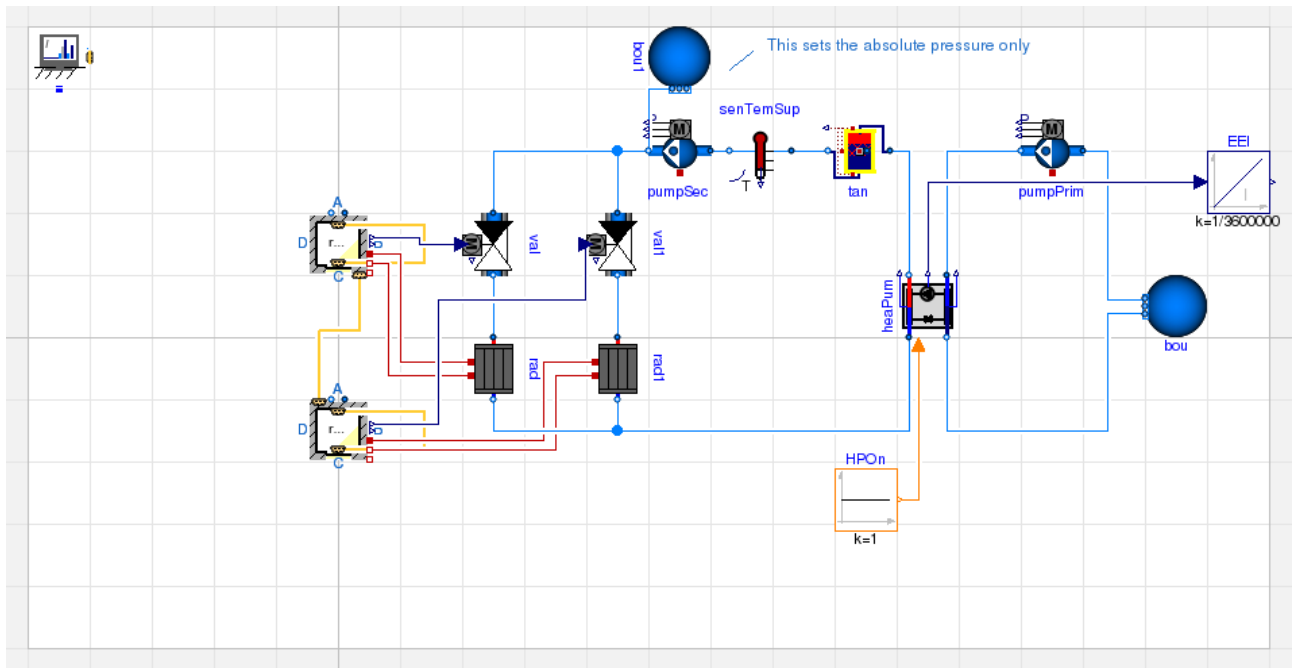 This sets the absolute pressure only
bou1
senTemSup
M
M
EEI
I
T
pumpSec
tan
pumpPrim
k=1/3600000
A
D
r...
C
M
val
M
val1
heaPum
bou
rad
rad1
A
D
r...
C
HPOn
k=1